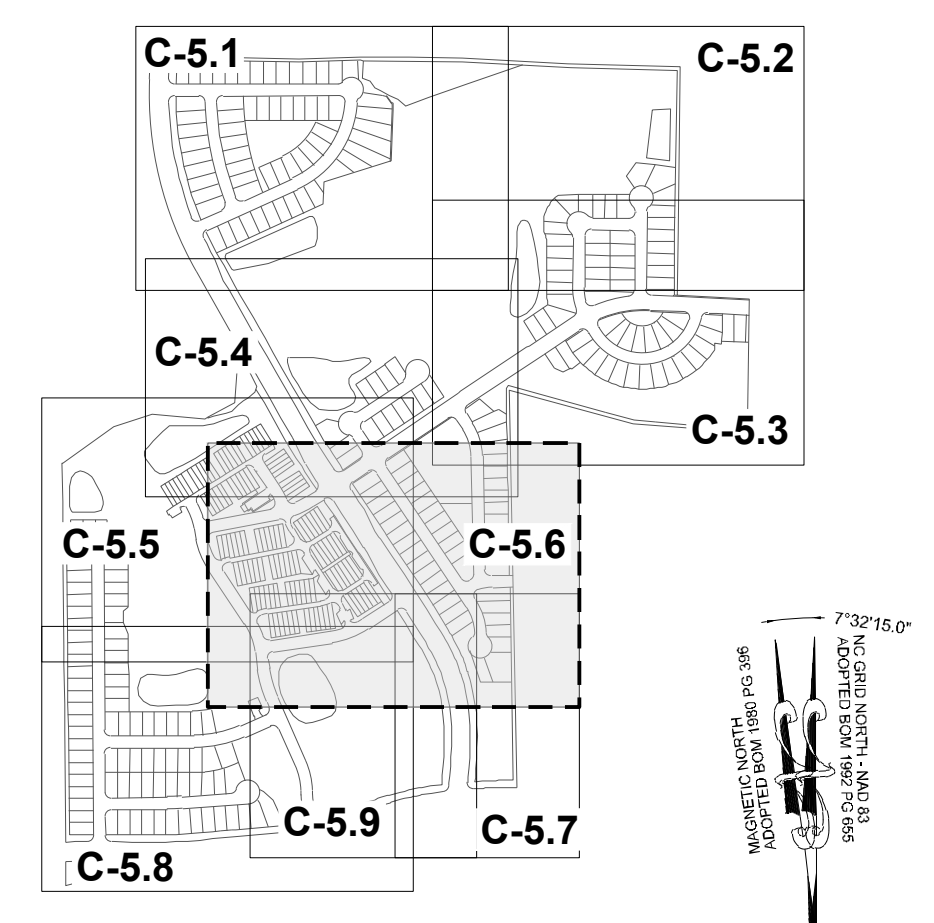 C-5.1
C-5.2
C-5.4
C-5.3
C-5.5
C-5.6
7°32'15.0"
NC GRID NORTH - NAD 83
ADOPTED BOM 1992 PG 655
MAGNETIC NORTH
ADOPTED BOM 1980 PG 396
C-5.9
C-5.7
C-5.8